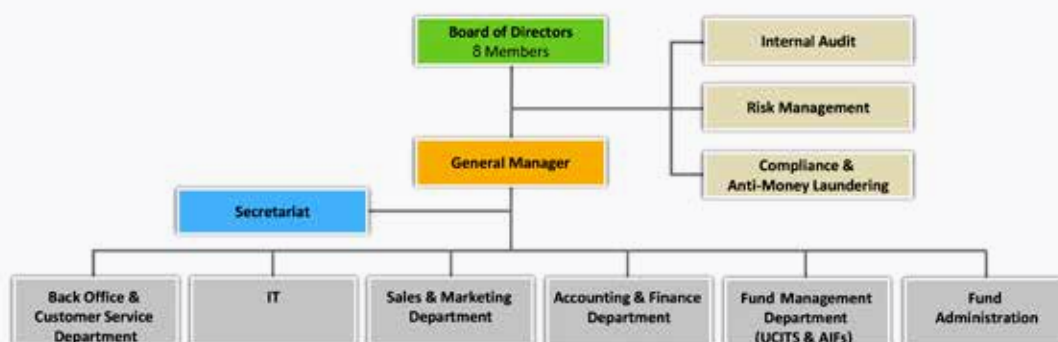 Board of Directors
8 Members
Internal Audit
Risk Management
General Manager
Compliance &
Anti-Money Laundering
Secretariat
Back Office &
Customer Service
Department
IT
Sales & Marketing
Department
Accounting & Finance
Department
Fund Management
Department
(UCITS & AIFs)
Fund
Administration